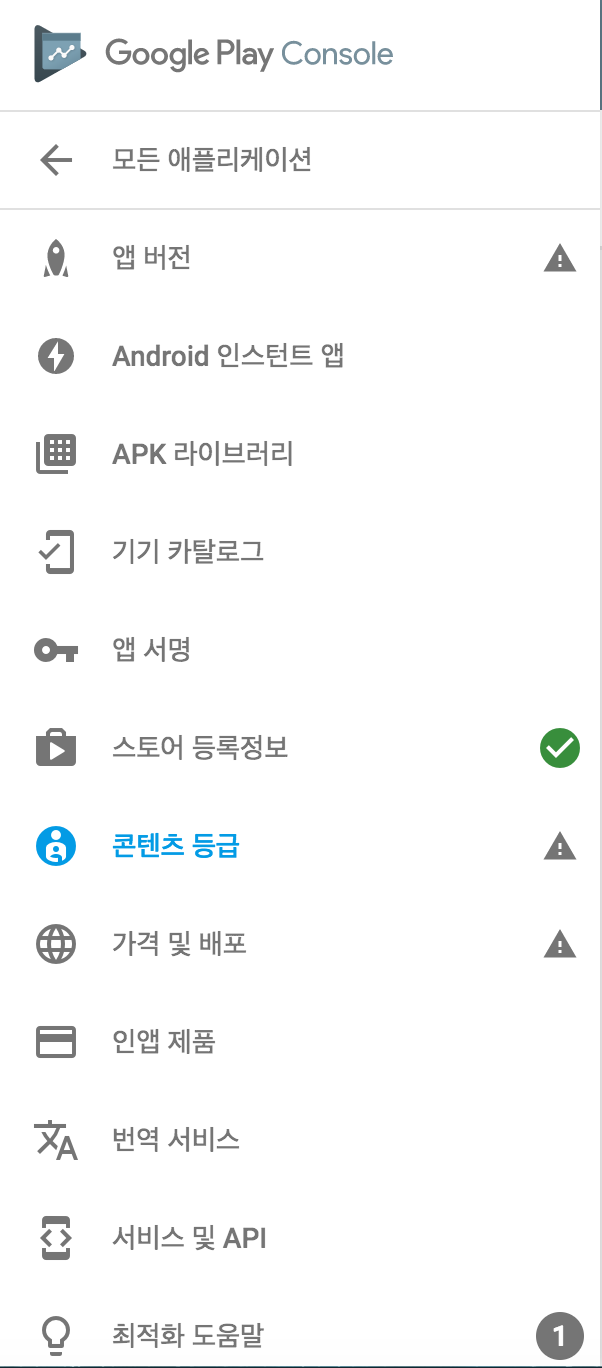 Google Play Console
모든 애플리케이션
앱 버전
Android 인스턴트 앱
APK 라이브러리
기기 카탈로그
앱 서명
스토어 등록정보
콘텐츠 등급
가격 및 배포
인앱 제품
번역 서비스
서비스 및 API
최적화 도움말 1